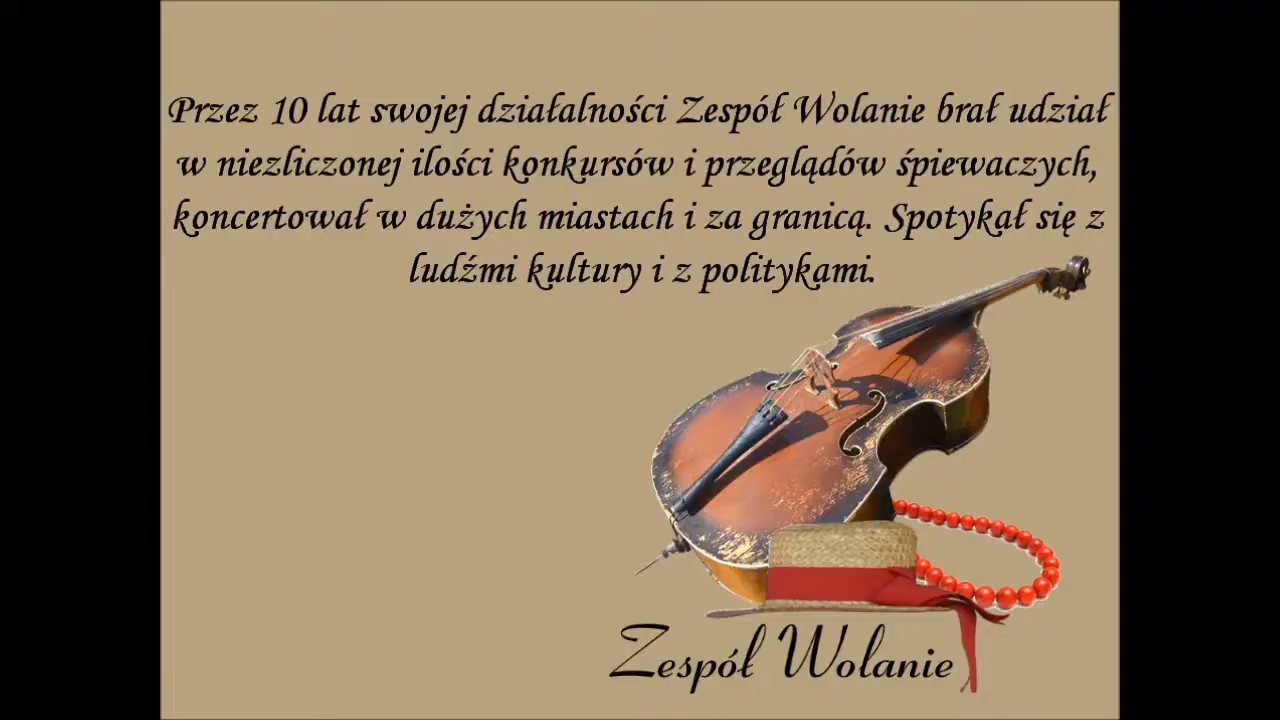 Przez 10 lat swojej działalności Zespół Wolanie brał udział
w niezliczonej ilości konkursów i przeglądów śpiewaczych,
koncertował w dużych miastach i za granicą. Spotykał się z
ludźmi kultury i z politykami.
Zespół Wolanie